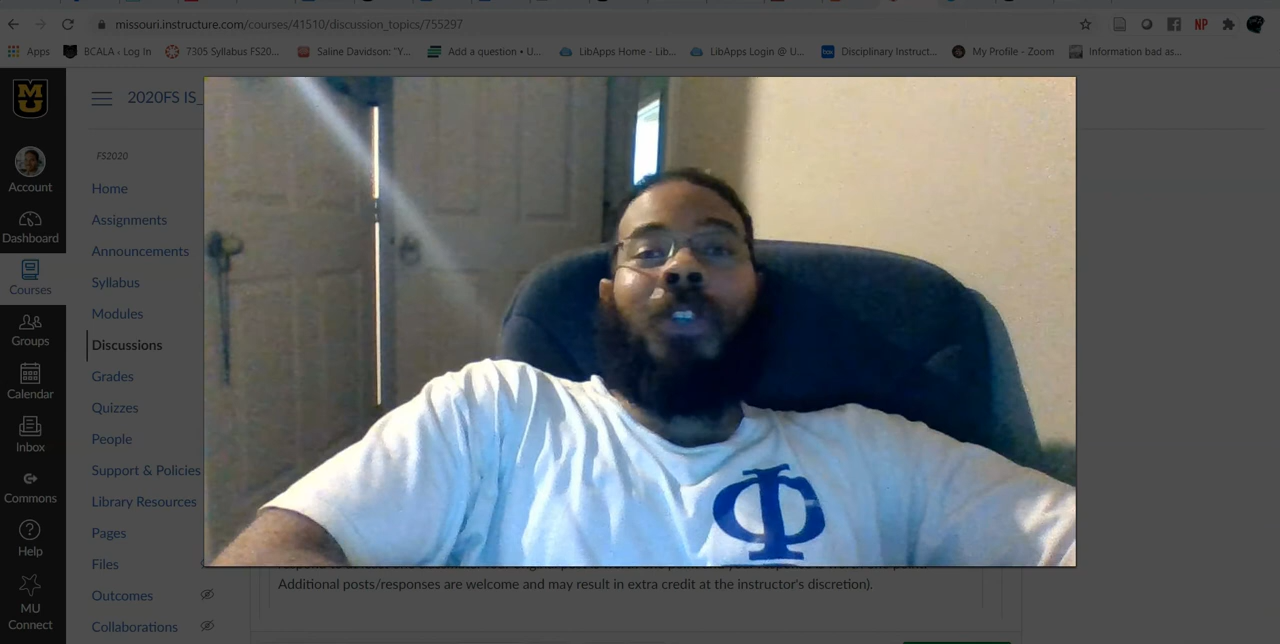 missouri.instructure.com/courses/41510/discussion_topics/755297
NP
Apps
BCALA ‹ Log In
7305 Syllabus FS20...
Saline Davidson: "Y...
Add a question • U...
LibApps Home - Lib...
LibApps Login @ U...
box
Disciplinary Instruct...
My Profile - Zoom
Information bad as...
MU
2020FS IS_
FS2020
Account
Dashboard
Courses
Groups
Calendar
Inbox
Commons
Help
MU
Connect
Home
Assignments
Announcements
Syllabus
Modules
Discussions
Grades
Quizzes
People
Support & Policies
Library Resources
Pages
Files
Outcomes
Collaborations
Φ
Additional posts/responses are welcome and may result in extra credit at the instructor's discretion).